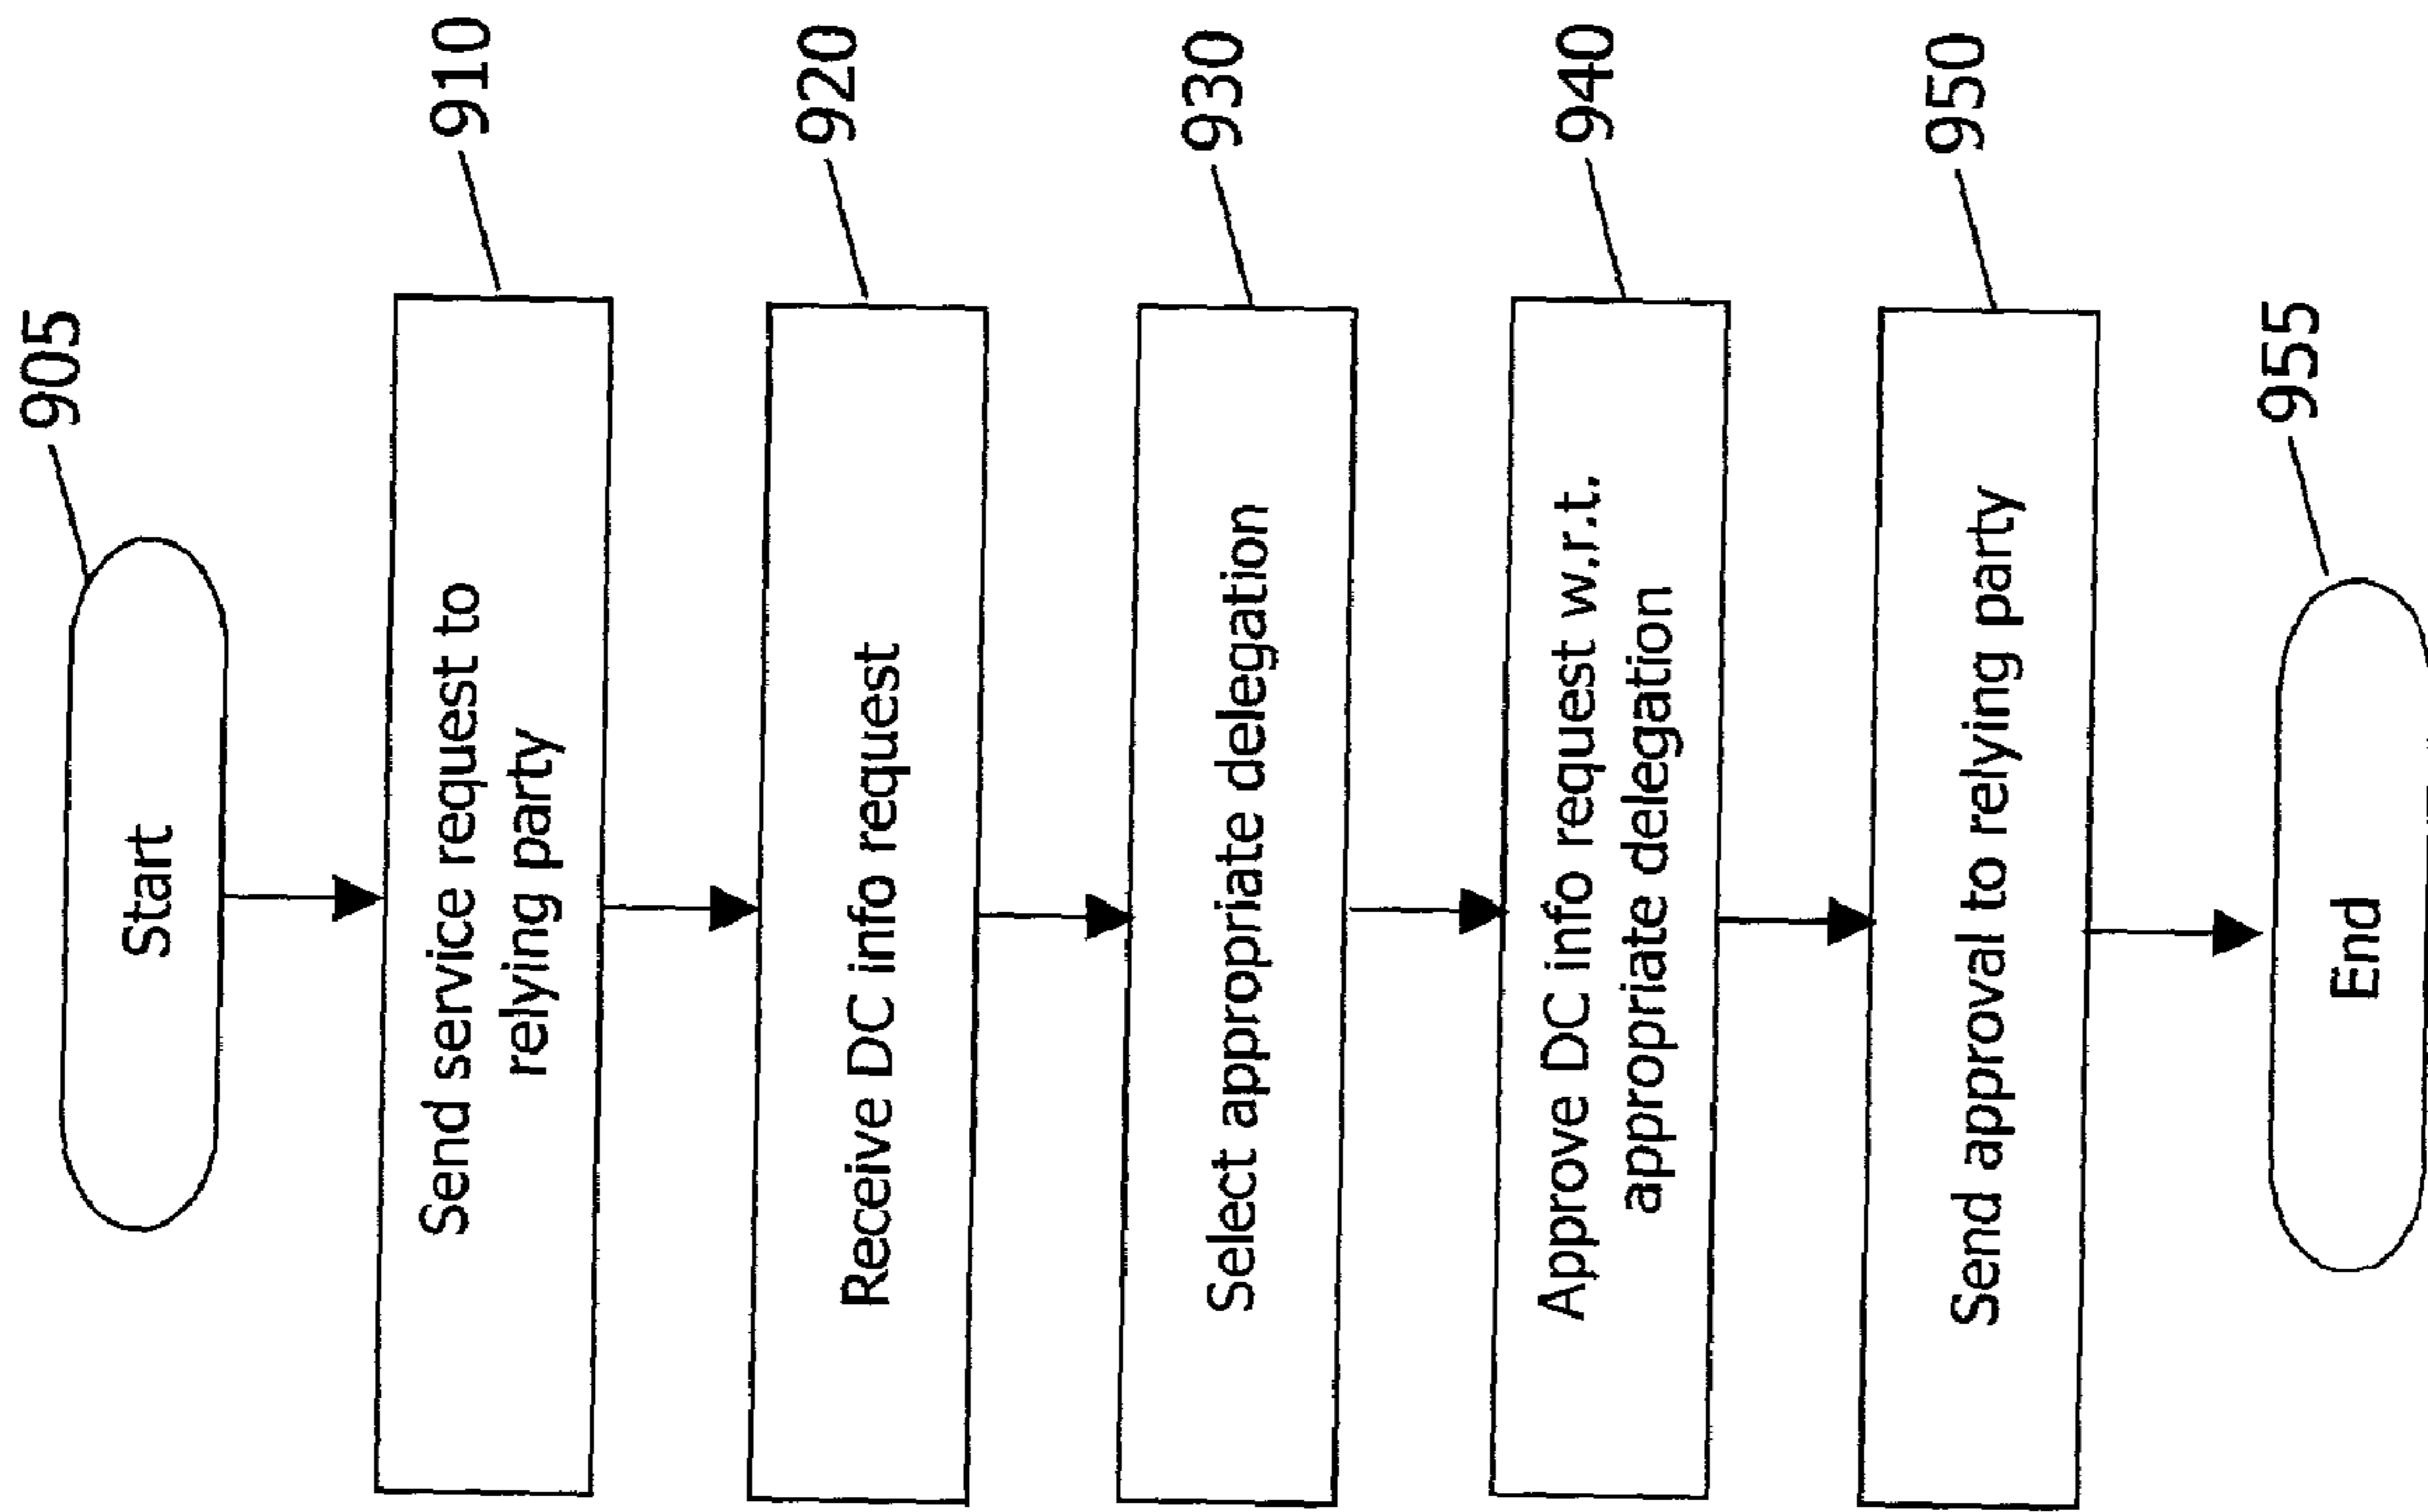 905
Start
910
Send service request to
relying party
920
Receive DC info request
930
Select appropriate delegation
940
Approve DC info request w.r.t.
appropriate delegation
950
Send approval to relying party
955
End